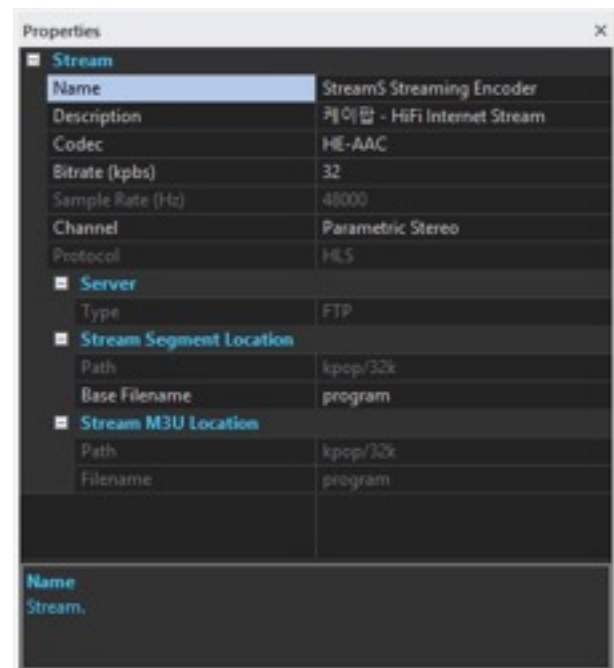 Properties
Stream
Name StreamS Streaming Encoder
Description 케이팝 - HiFi Internet Stream
Codec HE-AAC
Bitrate (kpbs) 32
Sample Rate (Hz) 48000
Channel Parametric Stereo
Protocol HLS
Server
Type FTP
Stream Segment Location
Path kpop/32k
Base Filename program
Stream M3U Location
Path kpop/32k
Filename program
Name
Stream.